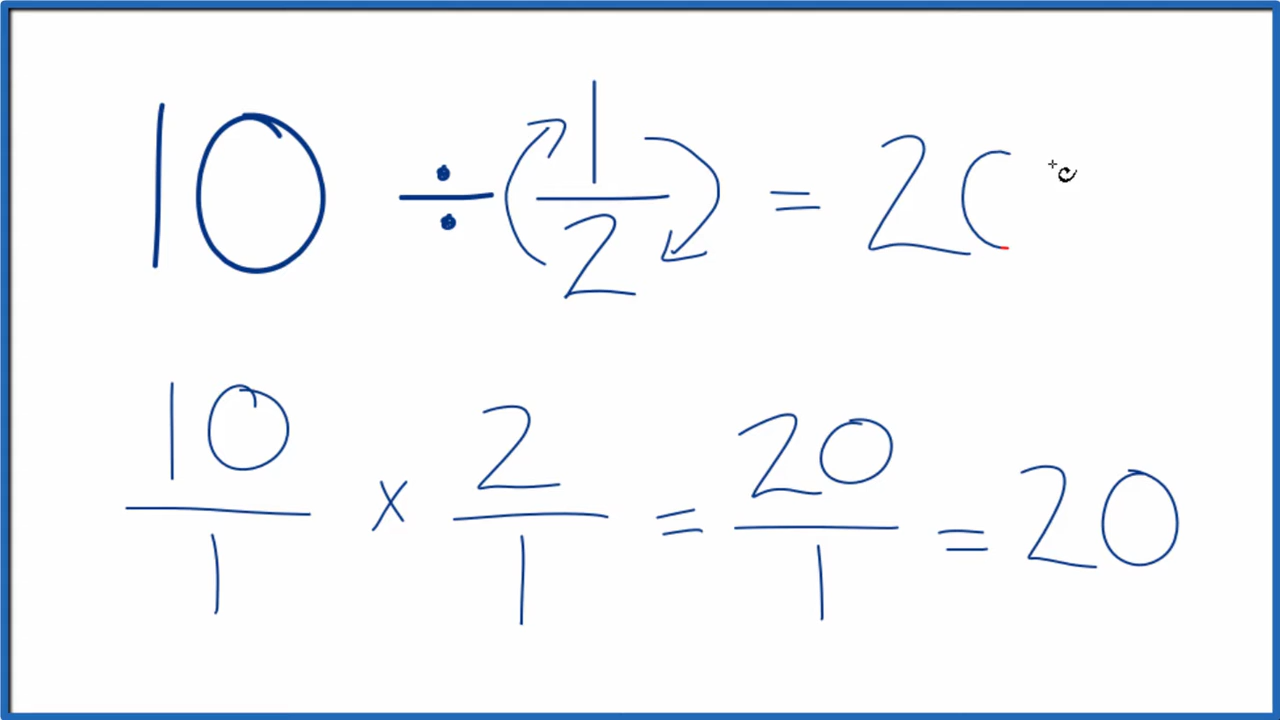 10 ÷ 1/2 = 20
10/1 x 2/1 = 20/1 = 20